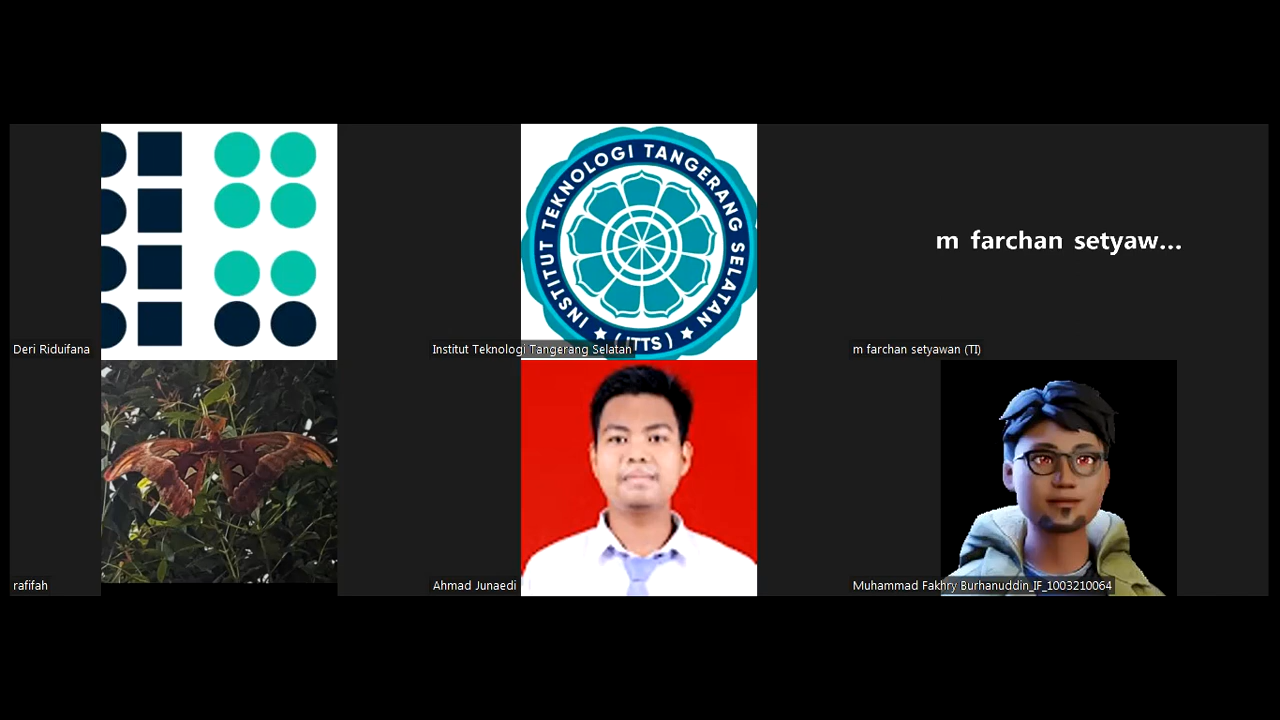 INSTITUT TEKNOLOGI TANGERANG SELATAN
( ITTS )
m farchan setyaw...
Deri Riduifana
Institut Teknologi Tangerang Selatan
m farchan setyawan (TI)
rafifah
Ahmad Junaedi
Muhammad Fakhry Burhanuddin_IF_1003210064